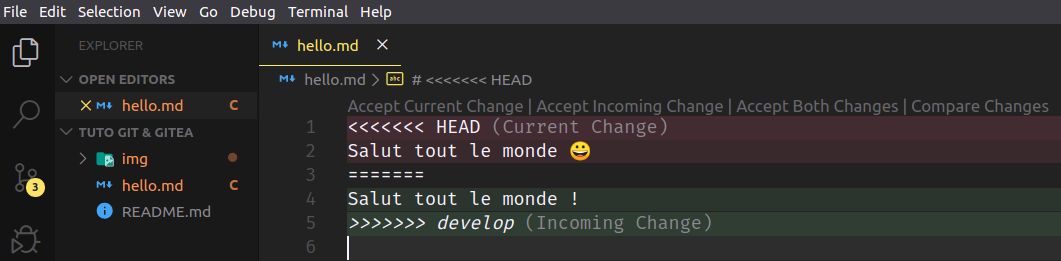 File Edit Selection View Go Debug Terminal Help
EXPLORER
OPEN EDITORS
hello.md C
TUTO GIT & GITEA
img
hello.md C
README.md
3
hello.md
hello.md > # <<<<<<< HEAD
Accept Current Change | Accept Incoming Change | Accept Both Changes | Compare Changes
1 <<<<<<< HEAD (Current Change)
2 Salut tout le monde 😀
3 =======
4 Salut tout le monde !
5 >>>>>>> develop (Incoming Change)
6